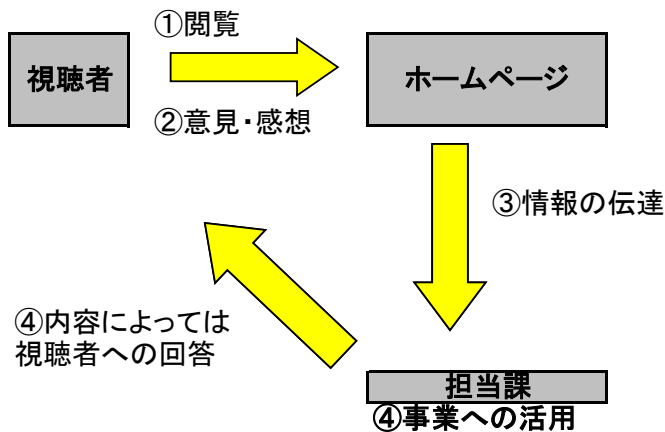 ①閲覧
視聴者
ホームページ
②意見・感想
③情報の伝達
④内容によっては
視聴者への回答
担当課
④事業への活用